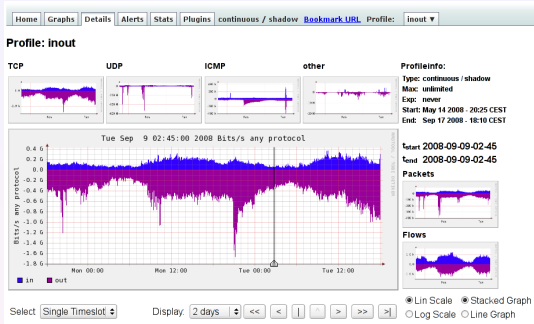 Home Graphs Details Alerts Stats Plugins continuous / shadow Bookmark URL Profile: inout ▼
Profile: inout
TCP UDP ICMP other Profileinfo:
Type: continuous / shadow
Max: unlimited
Exp: never
Start: May 14 2008 - 20:25 CEST
End: Sep 17 2008 - 18:10 CEST
tstart 2008-09-09-02-45
tend 2008-09-09-02-45
Packets
Flows
Tue Sep 9 02:45:00 2008 Bits/s any protocol
Bits/s any protocol
0.4 G
0.2 G
0.0
-0.2 G
-0.4 G
-0.6 G
-0.8 G
-1.0 G
-1.2 G
-1.4 G
-1.6 G
-1.8 G
Mon 00:00 Mon 12:00 Tue 00:00 Tue 12:00
in out
Lin Scale Stacked Graph
Log Scale Line Graph
Select Single Timeslot Display: 2 days << < | ^ > >> >|